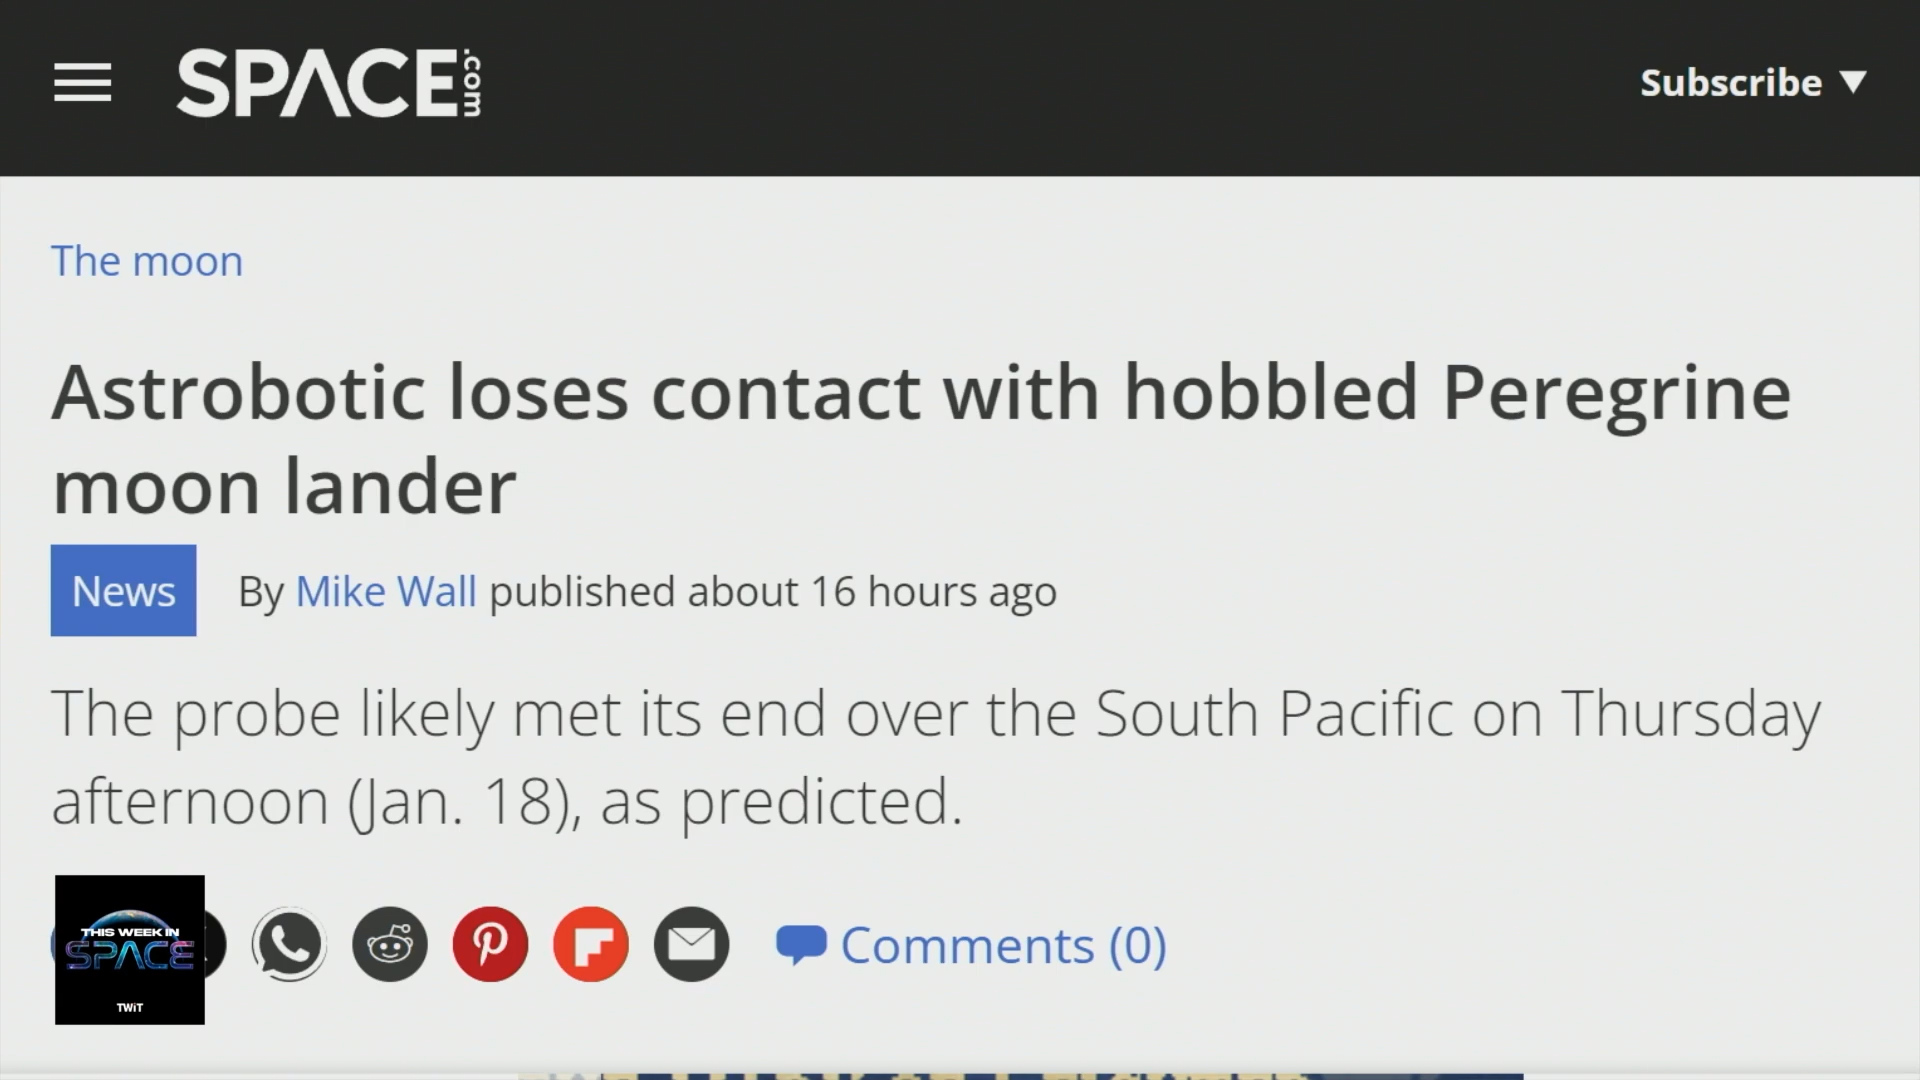 SPACE.com
Subscribe ▼
The moon
Astrobotic loses contact with hobbled Peregrine
moon lander
News
By Mike Wall published about 16 hours ago
The probe likely met its end over the South Pacific on Thursday
afternoon (Jan. 18), as predicted.
THIS WEEK IN
SPACE
TWiT
Comments (0)